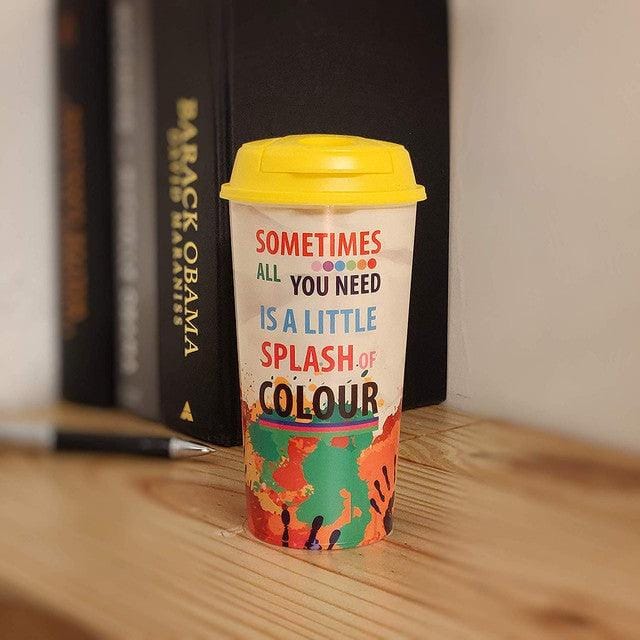 BARACK OBAMA
DAVID MARANISS
SOMETIMES
ALL YOU NEED
IS A LITTLE
SPLASH OF
COLOUR